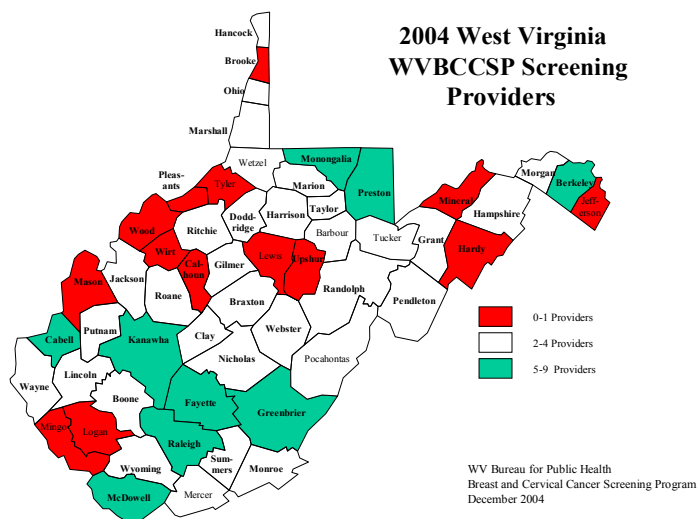 2004 West Virginia
WVBCCSP Screening
Providers
Hancock
Brooke
Ohio
Marshall
Wetzel
Monongalia
Morgan
Pleas-
ants
Tyler
Marion
Preston
Berkeley
Mineral
Jeff-
erson
Wood
Ritchie
Dodd-
ridge
Harrison
Taylor
Hampshire
Barbour
Tucker
Grant
Hardy
Wirt
Cal-
houn
Gilmer
Lewis
Upshur
Mason
Jackson
Roane
Randolph
Pendleton
Braxton
Putnam
Cabell
Kanawha
Clay
Webster
Nicholas
Pocahontas
Wayne
Lincoln
Boone
Fayette
Greenbrier
Mingo
Logan
Raleigh
Sum-
mers
Wyoming
Monroe
McDowell
Mercer
0-1 Providers
2-4 Providers
5-9 Providers
WV Bureau for Public Health
Breast and Cervical Cancer Screening Program
December 2004